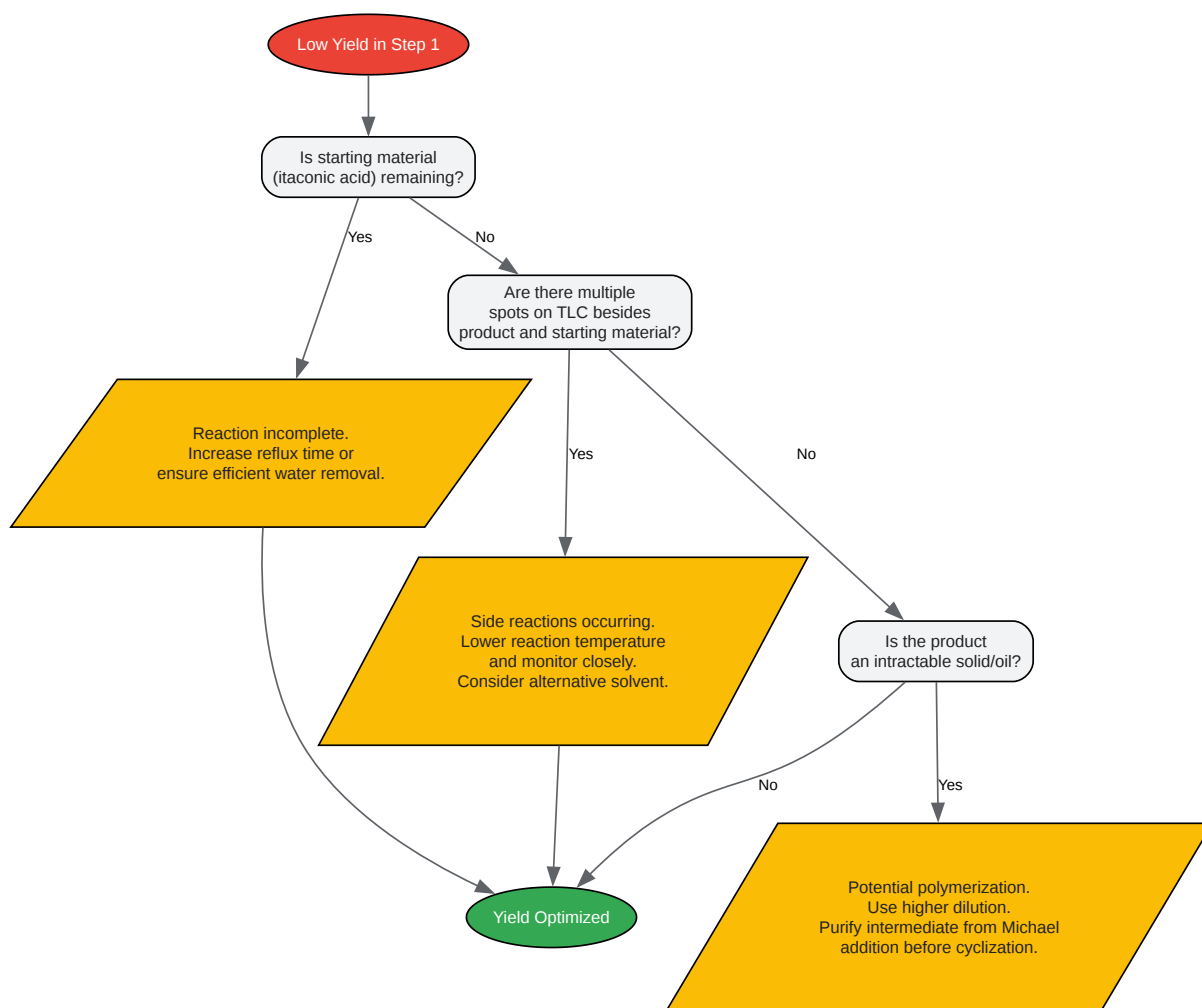 Low Yield in Step 1
Is starting material
(itaconic acid) remaining?
Yes
No
Are there multiple
spots on TLC besides
product and starting material?
Reaction incomplete.
Increase reflux time or
ensure efficient water removal.
Yes
No
Side reactions occurring.
Lower reaction temperature
and monitor closely.
Consider alternative solvent.
Is the product
an intractable solid/oil?
No
Yes
Potential polymerization.
Use higher dilution.
Purify intermediate from Michael
addition before cyclization.
Yield Optimized